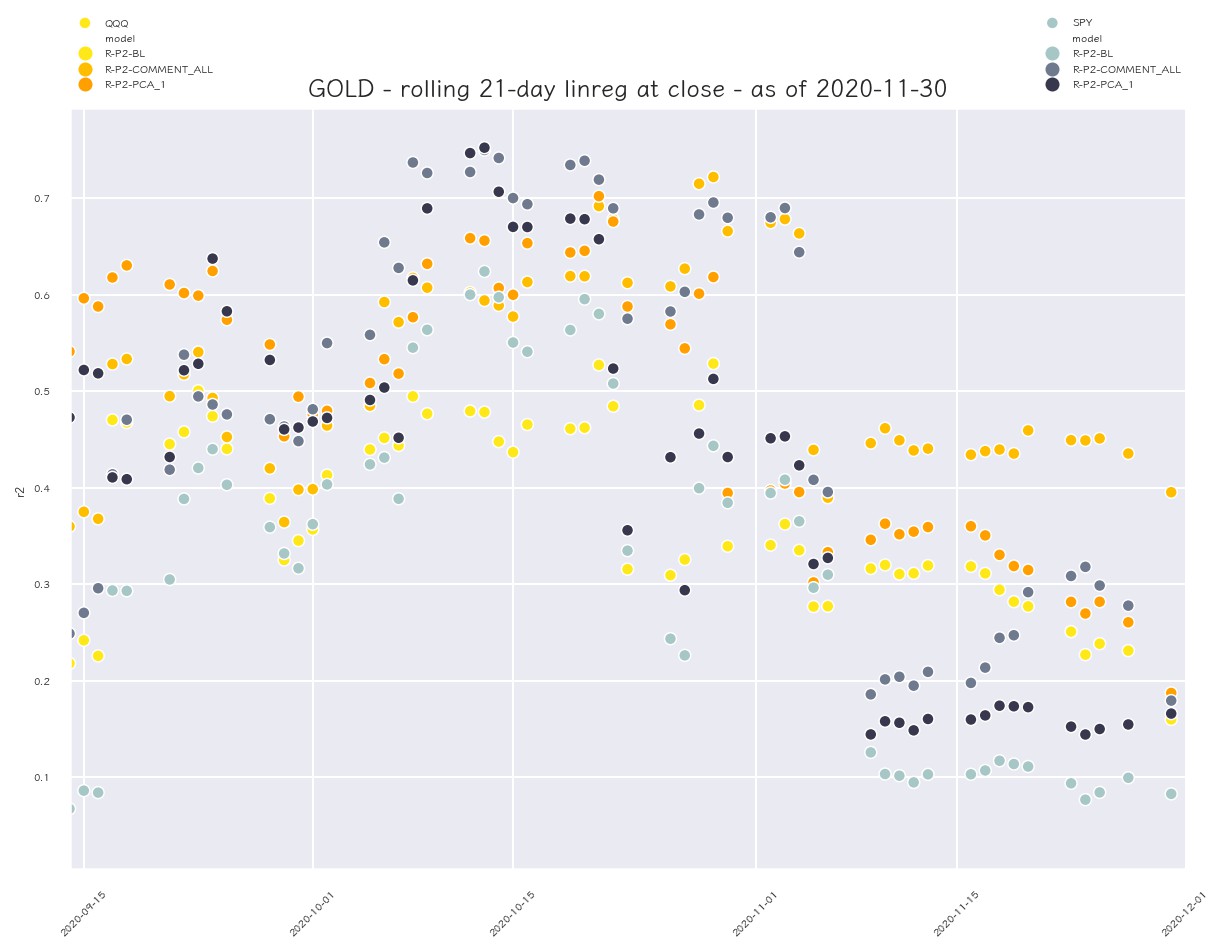 QQQ
model
R-P2-BL
R-P2-COMMENT_ALL
R-P2-PCA_1
SPY
model
R-P2-BL
R-P2-COMMENT_ALL
R-P2-PCA_1
GOLD - rolling 21-day linreg at close - as of 2020-11-30
r2
0.7
0.6
0.5
0.4
0.3
0.2
0.1
2020-09-15
2020-10-01
2020-10-15
2020-11-01
2020-11-15
2020-12-01